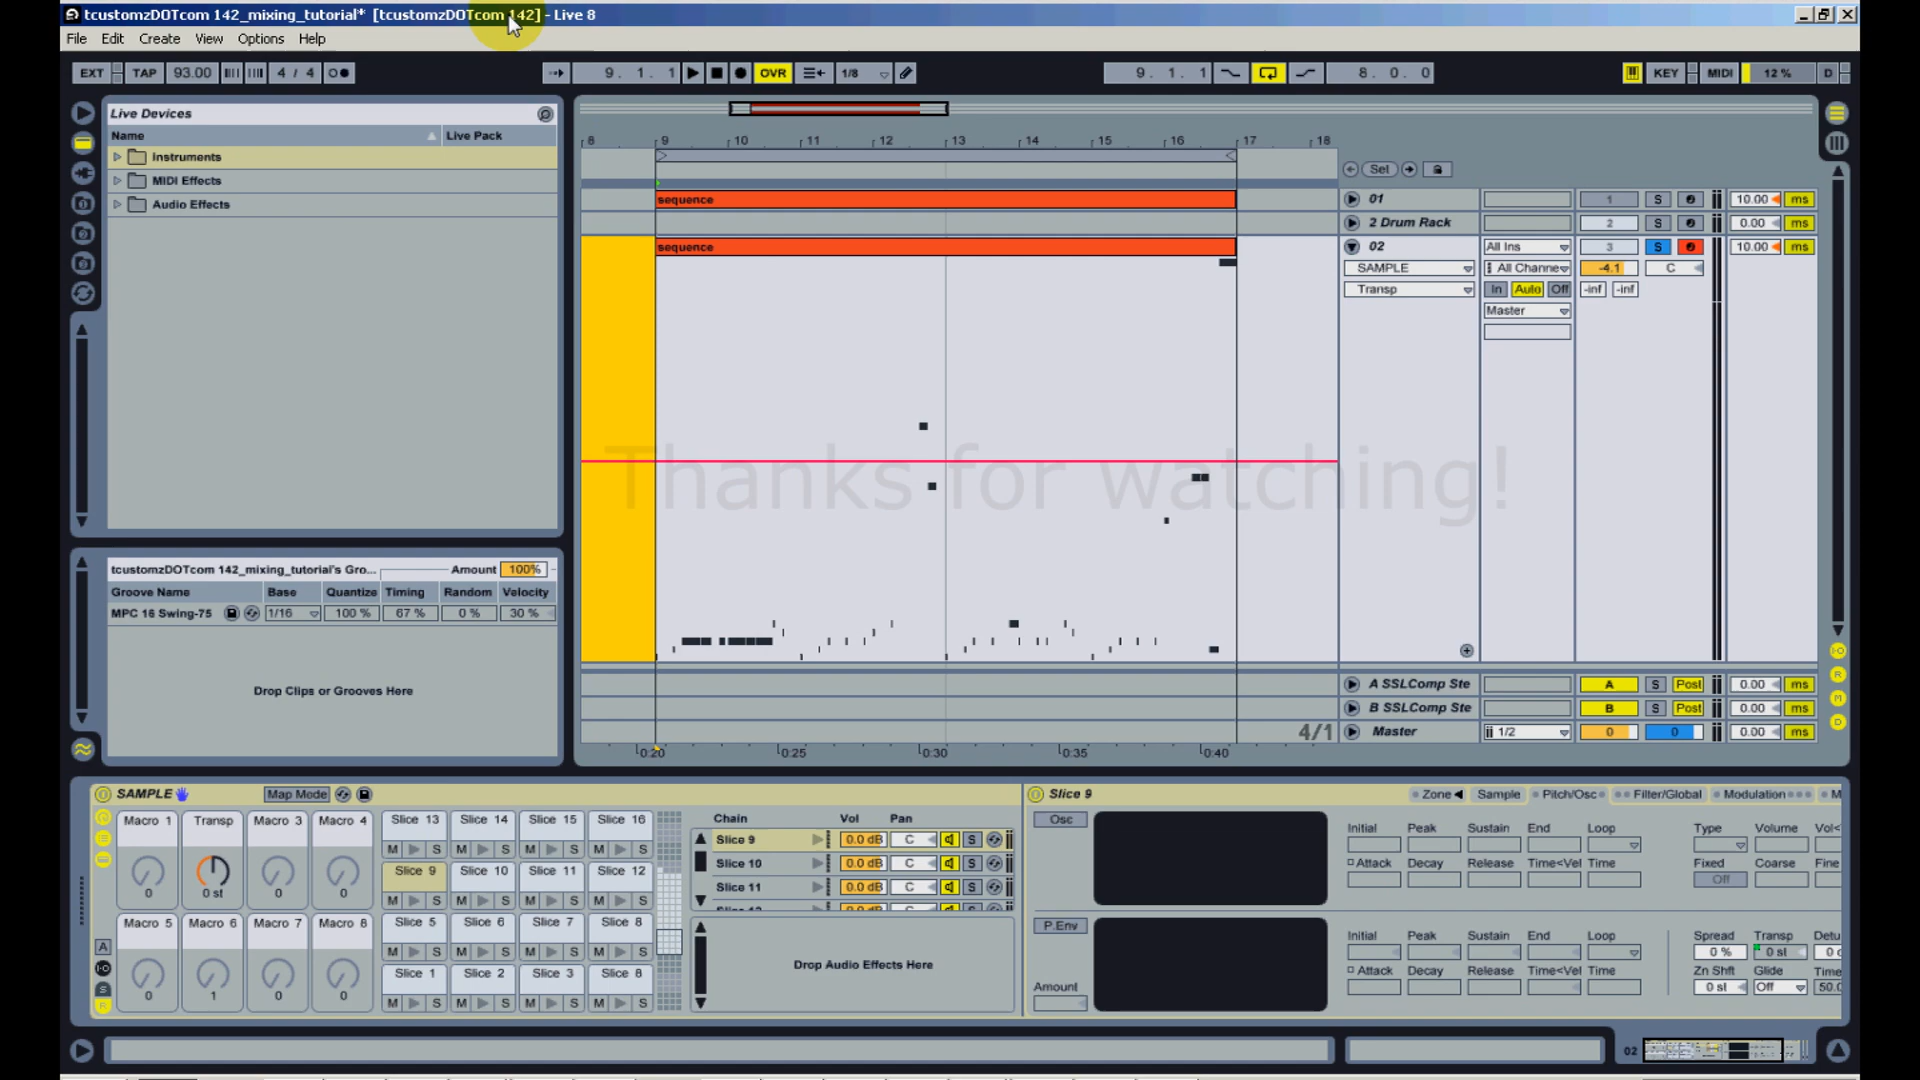 tcustomzDOTcom 142_mixing_tutorial* [tcustomzDOTcom 142] - Live 8
File Edit Create View Options Help
EXT TAP 93.00 4 / 4 9. 1. 1 OVR 1/8 9. 1. 1 8. 0. 0 KEY MIDI 12 % D
Live Devices
Name Live Pack
Instruments
MIDI Effects
Audio Effects
8 9 10 11 12 13 14 15 16 17 18
Set
sequence 01 1 S 10.00 ms
2 Drum Rack 2 S 0.00 ms
sequence 02 All Ins 3 S 10.00 ms
SAMPLE All Channe -4.1 C
Transp In Auto Off -inf -inf
Master
Thanks for watching!
tcustomzDOTcom 142_mixing_tutorial's Gro... Amount 100%
Groove Name Base Quantize Timing Random Velocity
MPC 16 Swing-75 1/16 100 % 67 % 0 % 30 %
Drop Clips or Grooves Here
A SSLComp Ste A S Post 0.00 ms
B SSLComp Ste B S Post 0.00 ms
4/1 Master 1/2 0 0 0.00 ms
0:20 0:25 0:30 0:35 0:40
SAMPLE Map Mode
Macro 1 Transp Macro 3 Macro 4
0 0 st 0 0
Macro 5 Macro 6 Macro 7 Macro 8
0 1 0 0
Slice 13 Slice 14 Slice 15 Slice 16
M S M S M S M S
Slice 9 Slice 10 Slice 11 Slice 12
M S M S M S M S
Slice 5 Slice 6 Slice 7 Slice 8
M S M S M S M S
Slice 1 Slice 2 Slice 3 Slice 8
M S M S M S M S
Chain Vol Pan
Slice 9 0.0 dB C S
Slice 10 0.0 dB C S
Slice 11 0.0 dB C S
Drop Audio Effects Here
Slice 9 Zone Sample Pitch/Osc Filter/Global Modulation M
Osc Initial Peak Sustain End Loop Type Volume Vol<
Attack Decay Release Time<Vel Time Fixed Coarse Fine
Off
P.Env Initial Peak Sustain End Loop Spread Transp Detu
0 % 0 st
Attack Decay Release Time<Vel Time Zn Shft Glide Time
Amount 0 st Off 50.0
02